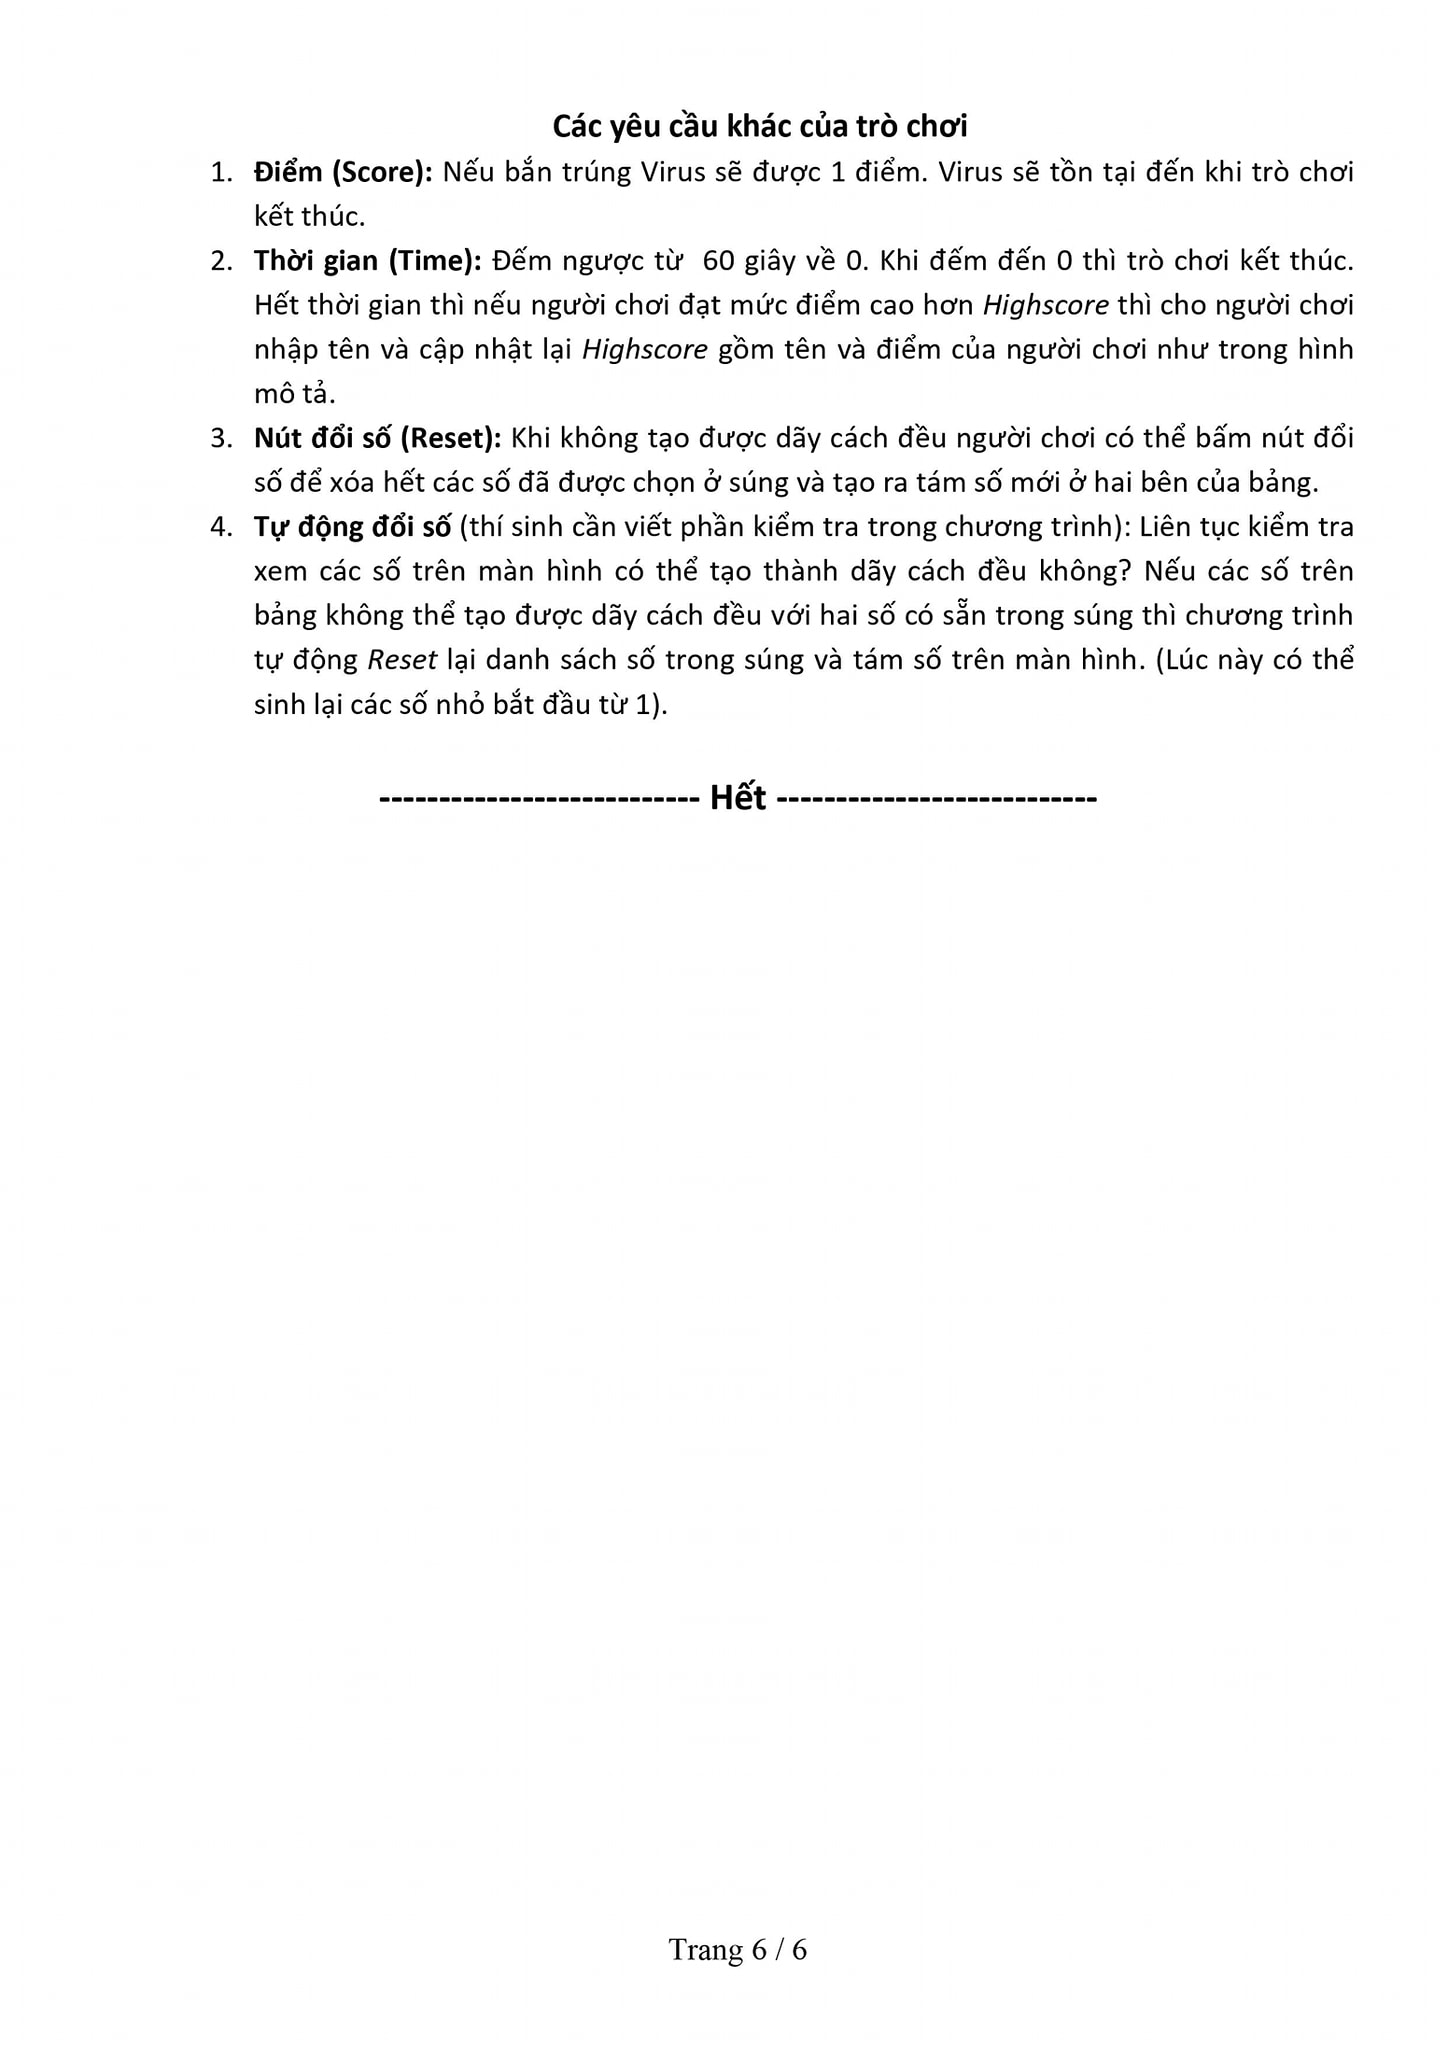 Các yêu cầu khác của trò chơi
1. Điểm (Score): Nếu bắn trúng Virus sẽ được 1 điểm. Virus sẽ tồn tại đến khi trò chơi
kết thúc.
2. Thời gian (Time): Đếm ngược từ  60 giây về 0. Khi đếm đến 0 thì trò chơi kết thúc.
Hết thời gian thì nếu người chơi đạt mức điểm cao hơn Highscore thì cho người chơi
nhập tên và cập nhật lại Highscore gồm tên và điểm của người chơi như trong hình
mô tả.
3. Nút đổi số (Reset): Khi không tạo được dãy cách đều người chơi có thể bấm nút đổi
số để xóa hết các số đã được chọn ở súng và tạo ra tám số mới ở hai bên của bảng.
4. Tự động đổi số (thí sinh cần viết phần kiểm tra trong chương trình): Liên tục kiểm tra
xem các số trên màn hình có thể tạo thành dãy cách đều không? Nếu các số trên
bảng không thể tạo được dãy cách đều với hai số có sẵn trong súng thì chương trình
tự động Reset lại danh sách số trong súng và tám số trên màn hình. (Lúc này có thể
sinh lại các số nhỏ bắt đầu từ 1).
--------------------------- Hết ---------------------------
Trang 6 / 6